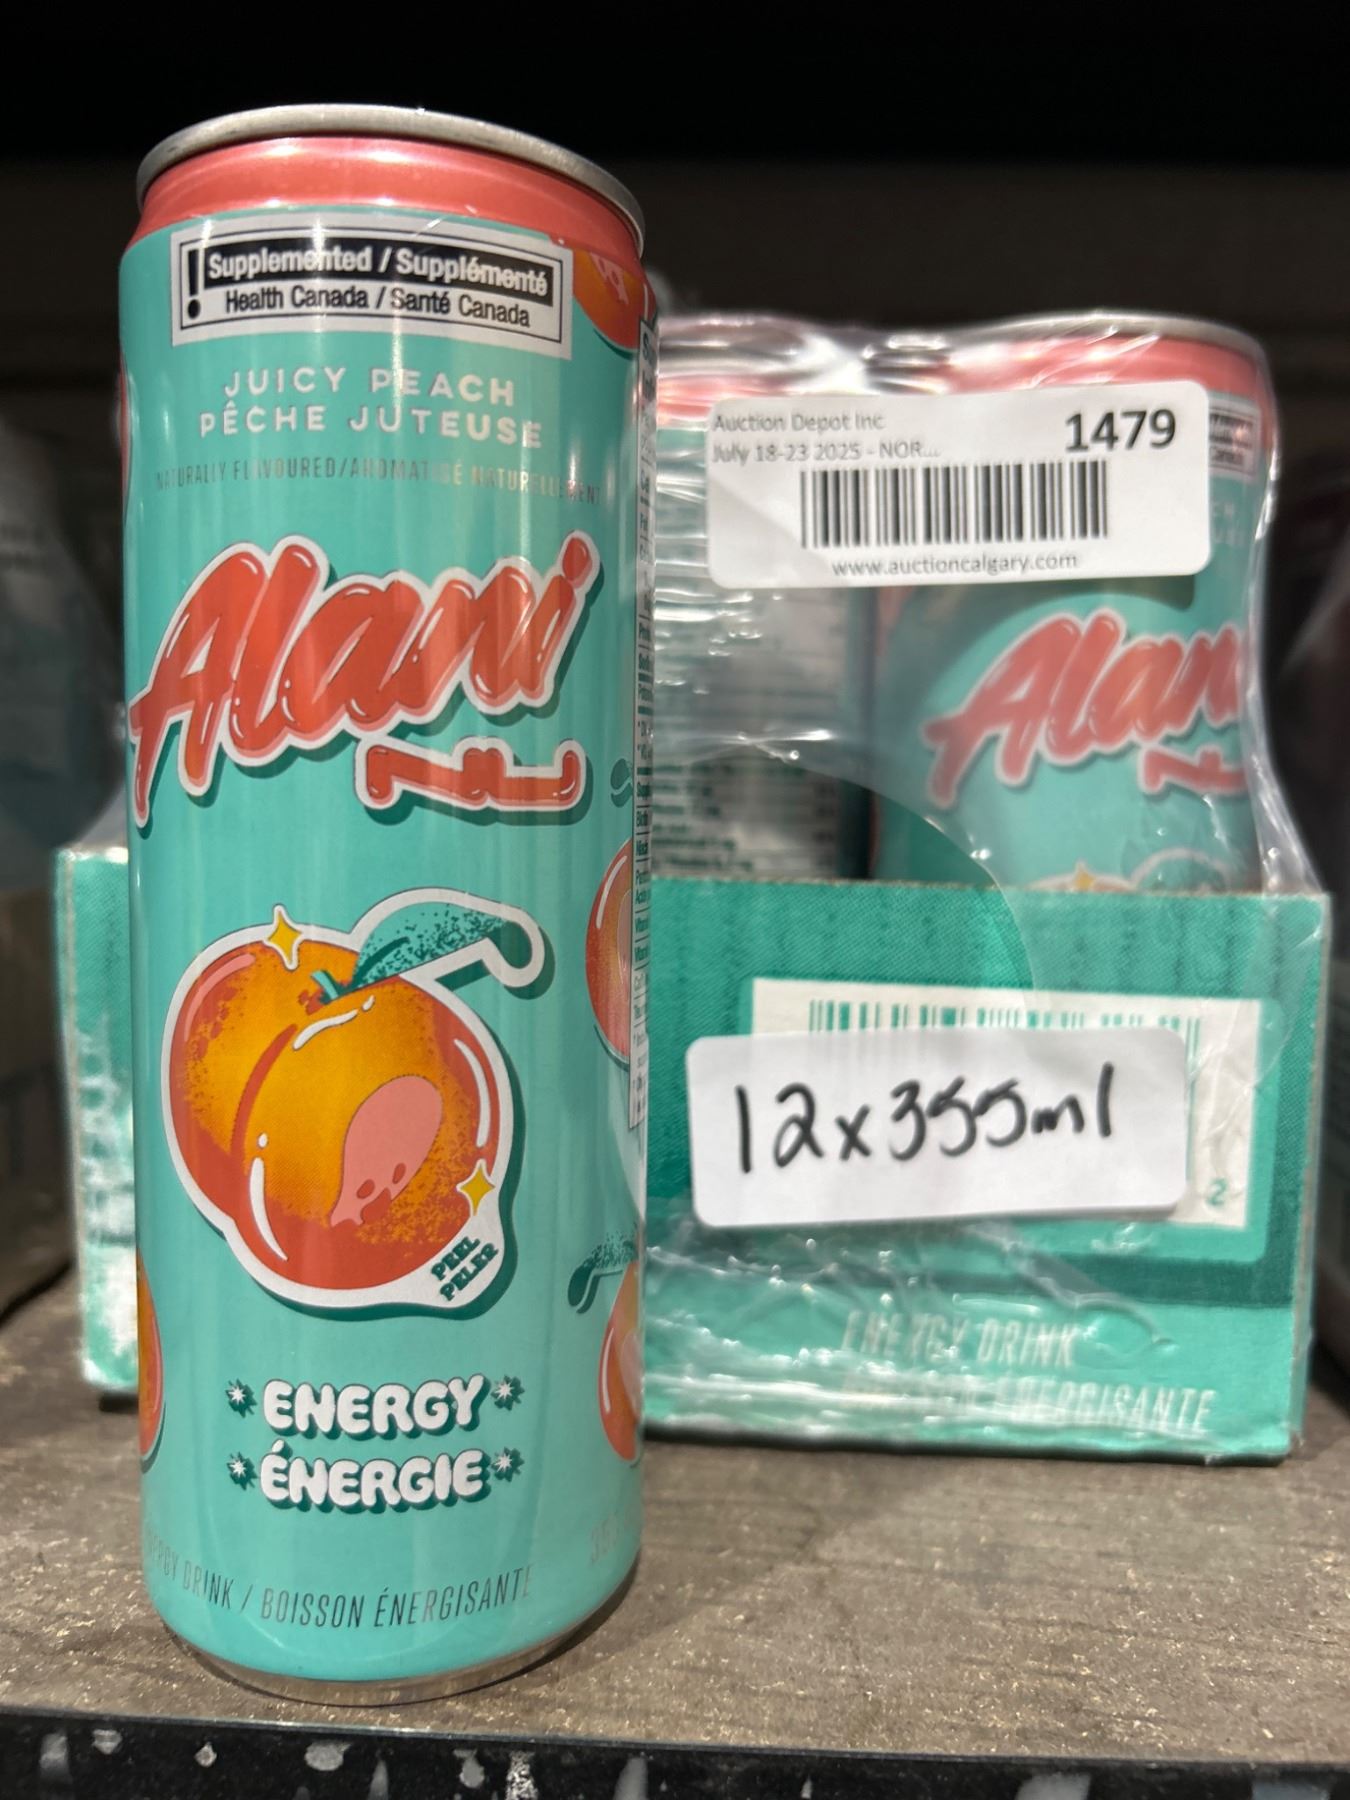 ! Supplemented / Supplémenté
Health Canada / Santé Canada
JUICY PEACH
PÊCHE JUTEUSE
NATURALLY FLAVOURED/AROMATISÉ NATURELLEMENT
Alani
NU
PEEL
PELER
ENERGY
ÉNERGIE
ENERGY DRINK / BOISSON ÉNERGISANTE
Auction Depot Inc
1479
July 18-23 2025 - NOR...
www.auctioncalgary.com
Alani
12x355ml
2
ENERGY DRINK
BOISSON ÉNERGISANTE